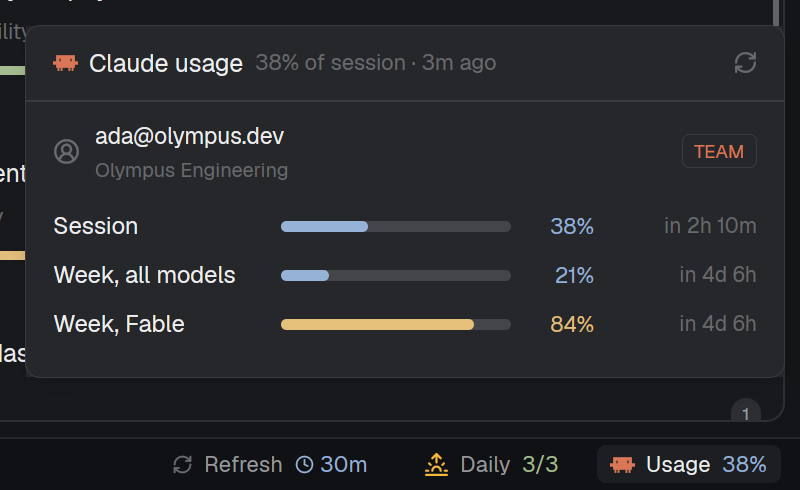 Claude usage 38% of session · 3m ago
ada@olympus.dev
TEAM
Olympus Engineering
Session 38% in 2h 10m
Week, all models 21% in 4d 6h
Week, Fable 84% in 4d 6h
1
Refresh 30m Daily 3/3 Usage 38%